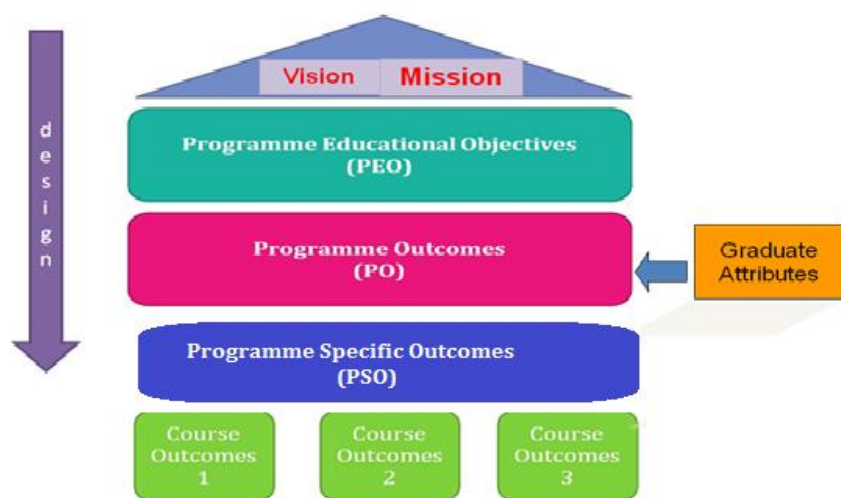 Vision Mission
design
Programme Educational Objectives
(PEO)
Programme Outcomes
(PO)
Graduate
Attributes
Programme Specific Outcomes
(PSO)
Course
Outcomes
1
Course
Outcomes
2
Course
Outcomes
3